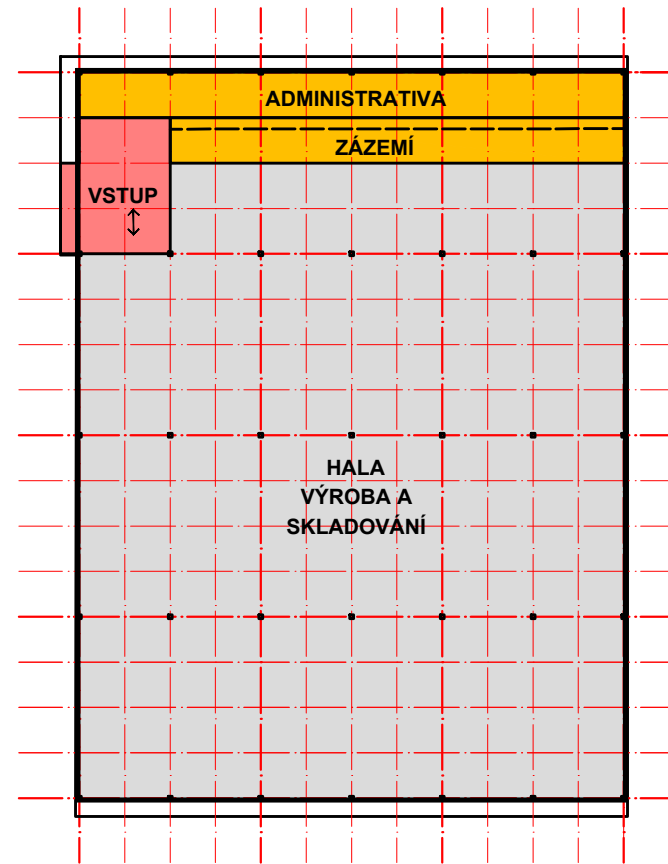 ADMINISTRATIVA
ZÁZEMÍ
VSTUP
HALA
VÝROBA A
SKLADOVÁNÍ